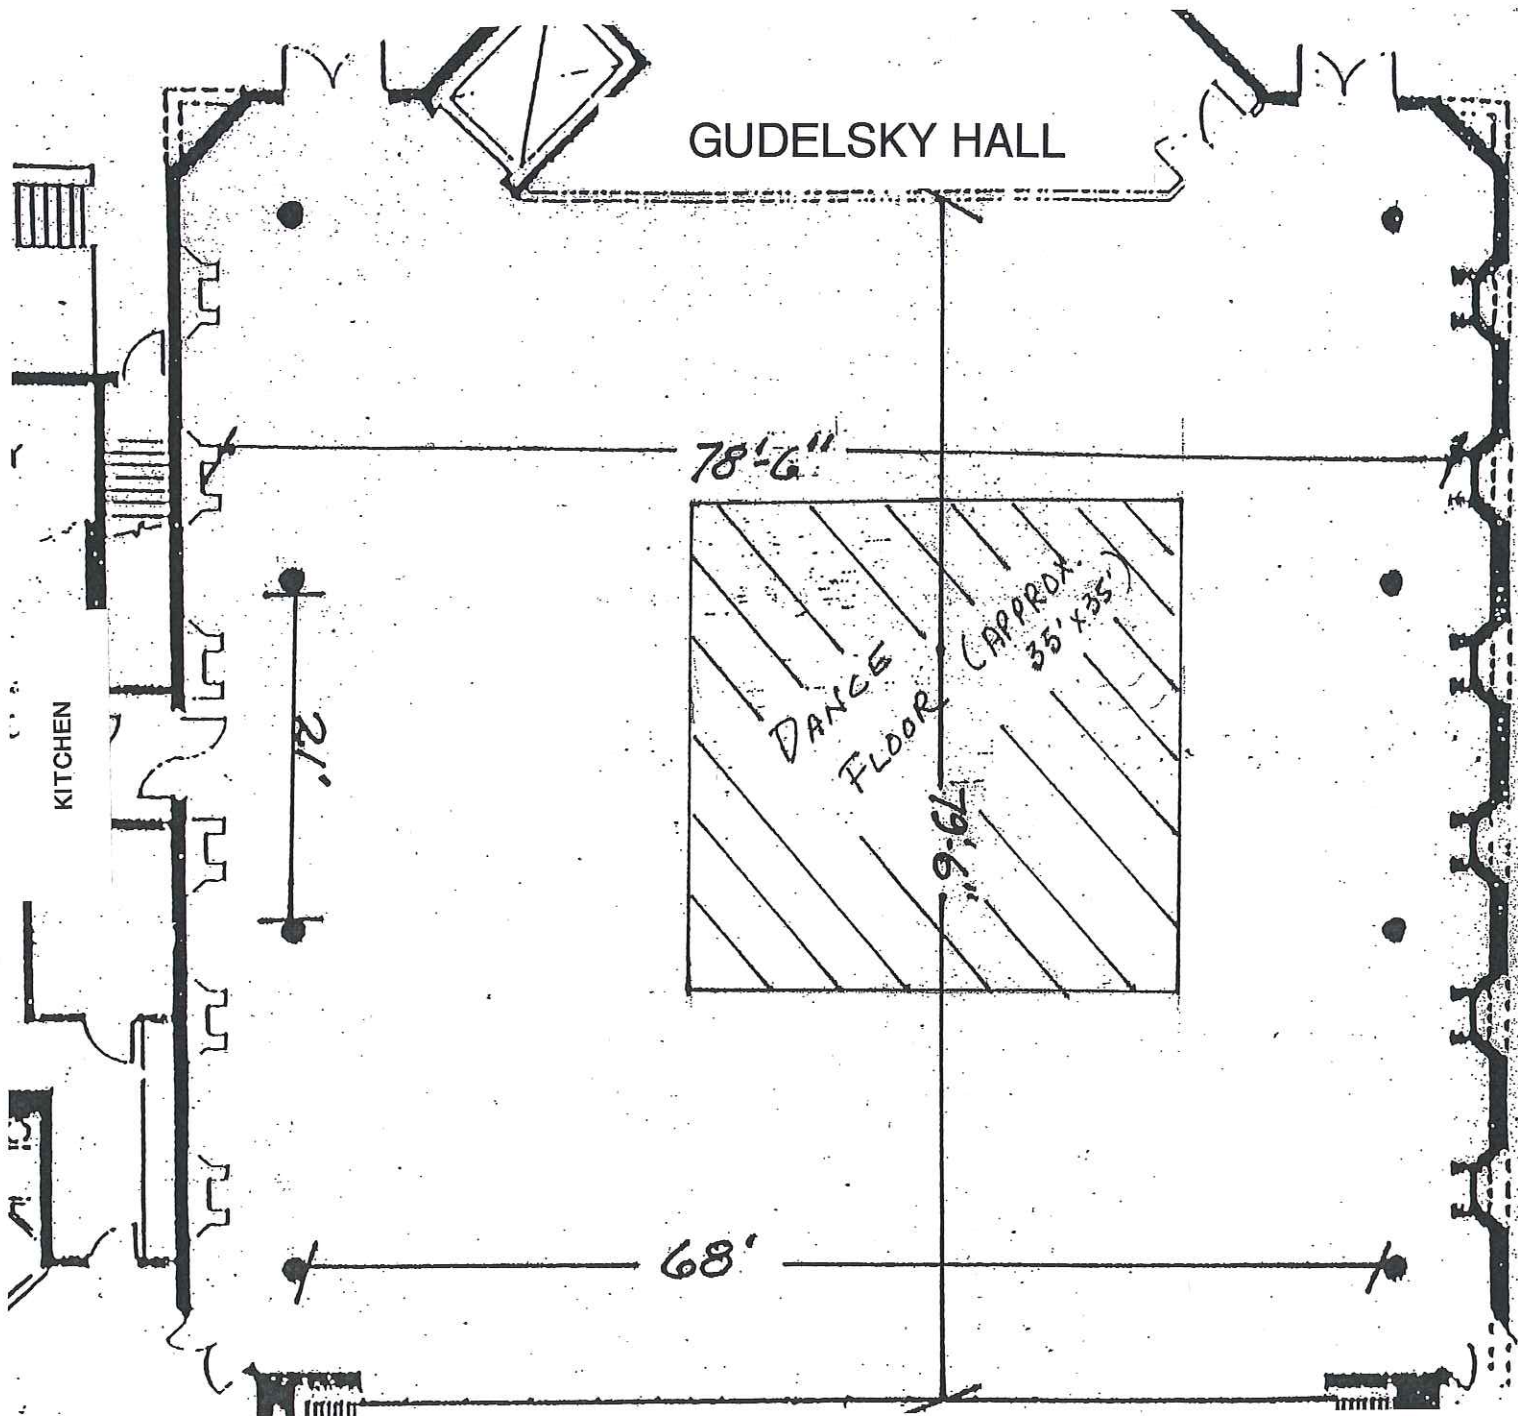 GUDELSKY HALL
78'-6"
(APPROX.
35' x 35')
DANCE
FLOOR
KITCHEN
21'
79'-6"
68'